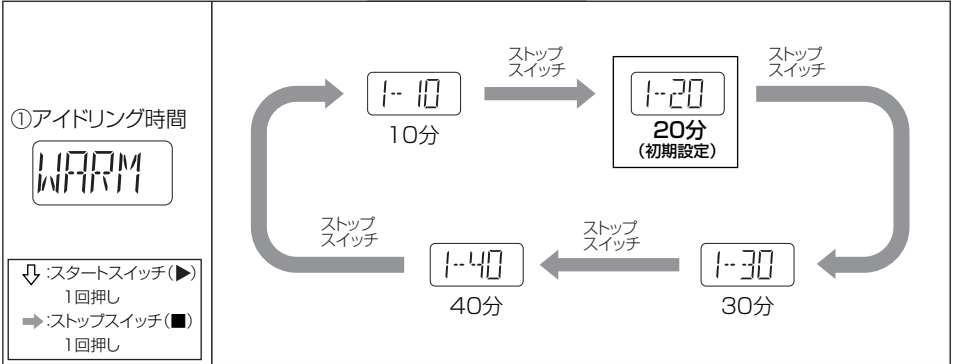 ①アイドリング時間
WARM
⇩:スタートスイッチ(▶)
1回押し
➡:ストップスイッチ(■)
1回押し
1-- 10
10分
ストップ
スイッチ
1--20
20分
(初期設定)
ストップ
スイッチ
1--30
30分
ストップ
スイッチ
1--40
40分
ストップ
スイッチ